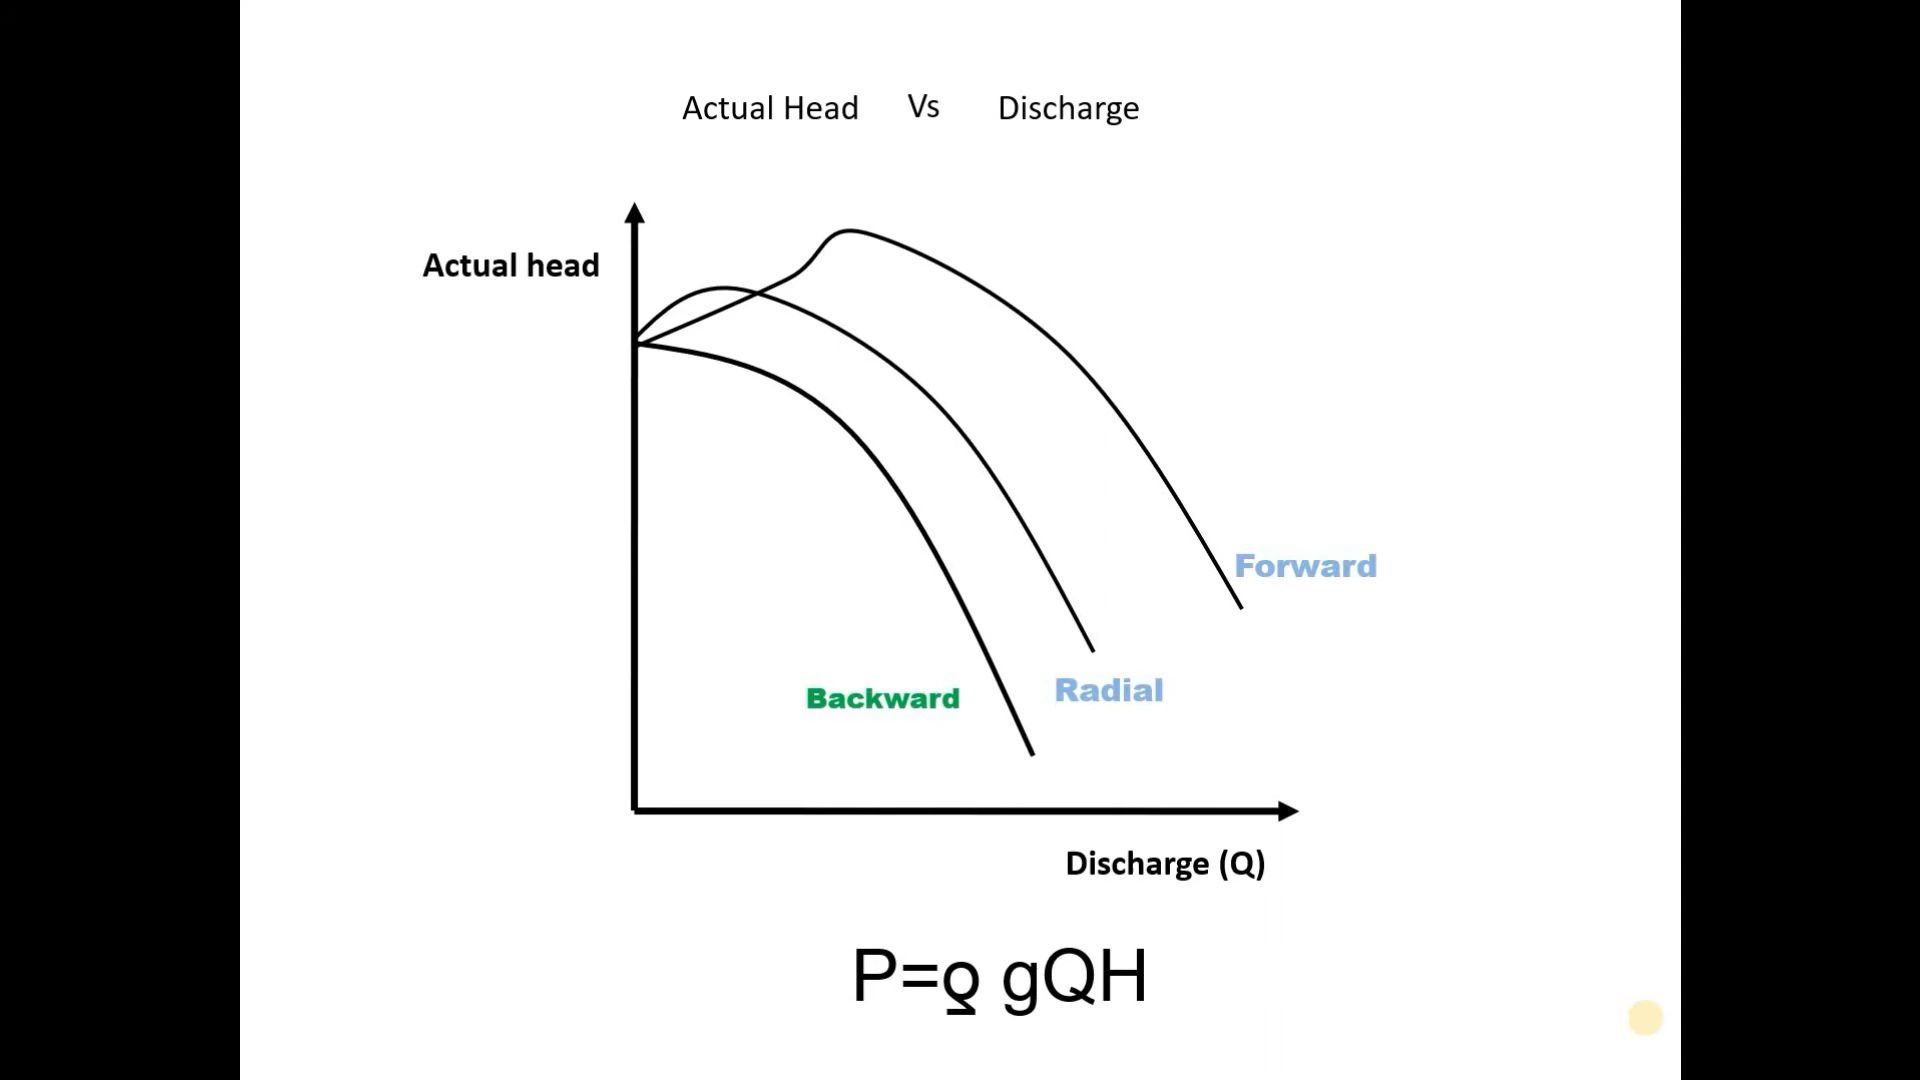 Actual Head Vs Discharge
Actual head
Forward
Radial
Backward
Discharge (Q)
P=ƍ gQH